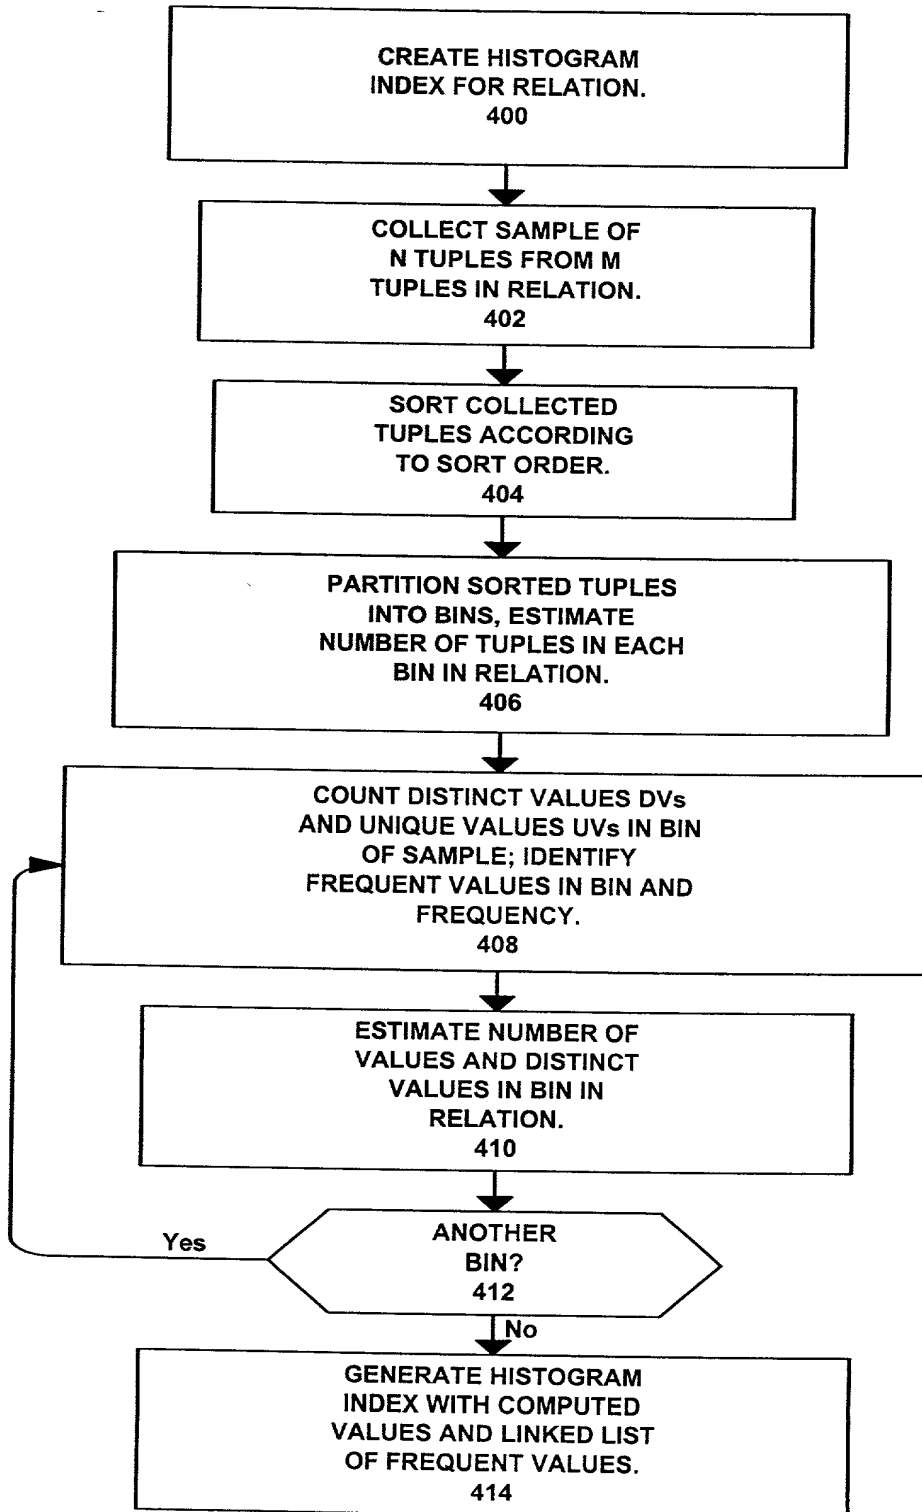 CREATE HISTOGRAM
INDEX FOR RELATION.
400
COLLECT SAMPLE OF
N TUPLES FROM M
TUPLES IN RELATION.
402
SORT COLLECTED
TUPLES ACCORDING
TO SORT ORDER.
404
PARTITION SORTED TUPLES
INTO BINS, ESTIMATE
NUMBER OF TUPLES IN EACH
BIN IN RELATION.
406
COUNT DISTINCT VALUES DVs
AND UNIQUE VALUES UVs IN BIN
OF SAMPLE; IDENTIFY
FREQUENT VALUES IN BIN AND
FREQUENCY.
408
ESTIMATE NUMBER OF
VALUES AND DISTINCT
VALUES IN BIN IN
RELATION.
410
ANOTHER
BIN?
412
Yes
No
GENERATE HISTOGRAM
INDEX WITH COMPUTED
VALUES AND LINKED LIST
OF FREQUENT VALUES.
414